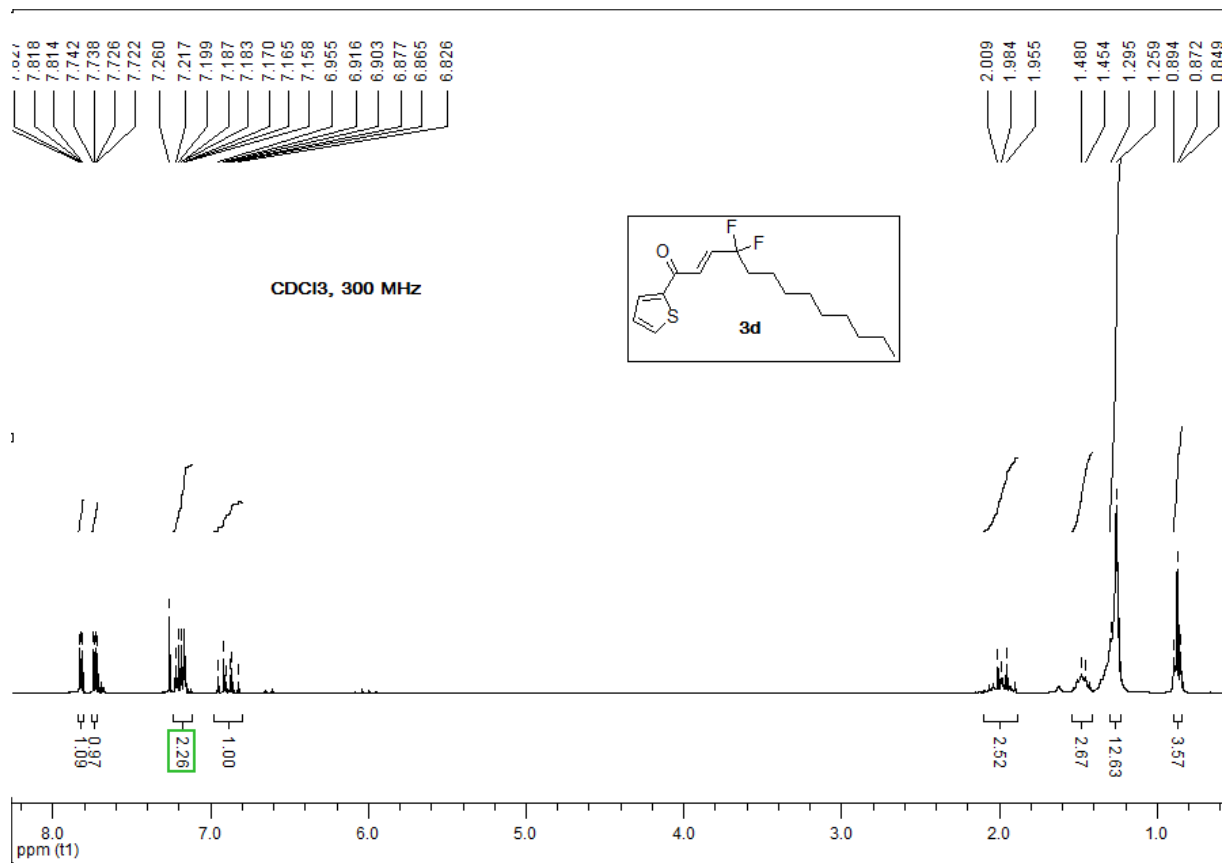 7.827 7.818 7.814 7.742 7.738 7.726 7.722 7.260 7.217 7.199 7.187 7.183 7.170 7.165 7.158 6.955 6.916 6.903 6.877 6.865 6.826 2.009 1.984 1.955 1.480 1.454 1.295 1.259 0.894 0.872 0.849
CDCl3, 300 MHz
F
F
O
S
3d
1.09 0.97 2.26 1.00 2.52 2.67 12.63 3.57
8.0 7.0 6.0 5.0 4.0 3.0 2.0 1.0
ppm (t1)